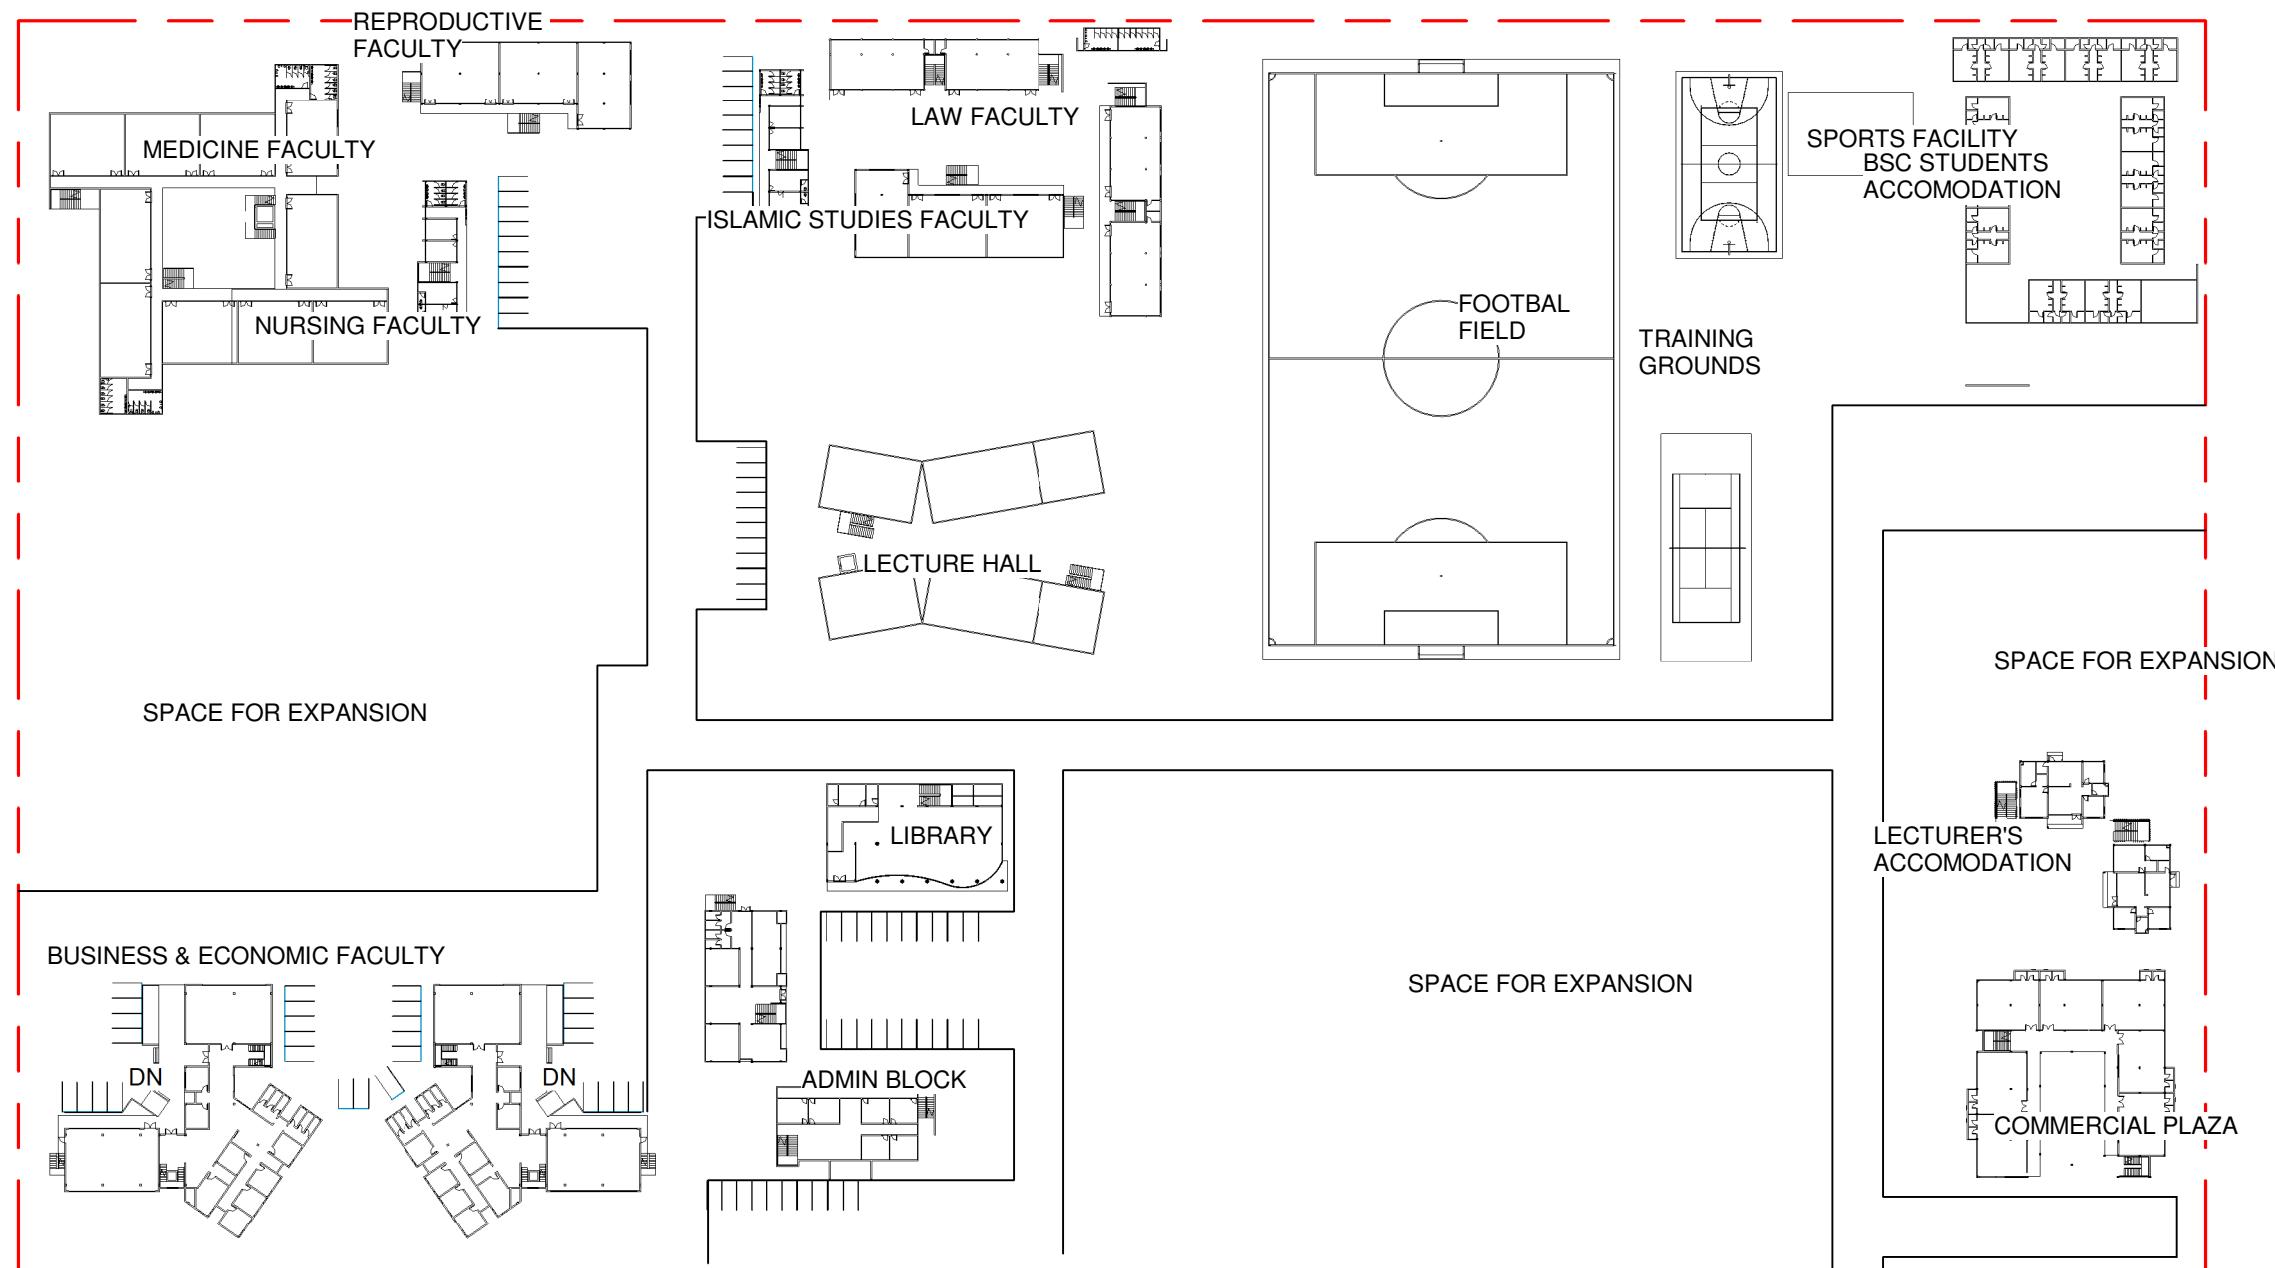 REPRODUCTIVE
FACULTY
MEDICINE FACULTY
LAW FACULTY
SPORTS FACILITY
BSC STUDENTS
ACCOMODATION
ISLAMIC STUDIES FACULTY
NURSING FACULTY
FOOTBAL
FIELD
TRAINING
GROUNDS
LECTURE HALL
SPACE FOR EXPANSION
SPACE FOR EXPANSION
LIBRARY
LECTURER'S
ACCOMODATION
BUSINESS & ECONOMIC FACULTY
SPACE FOR EXPANSION
DN
DN
ADMIN BLOCK
COMMERCIAL PLAZA